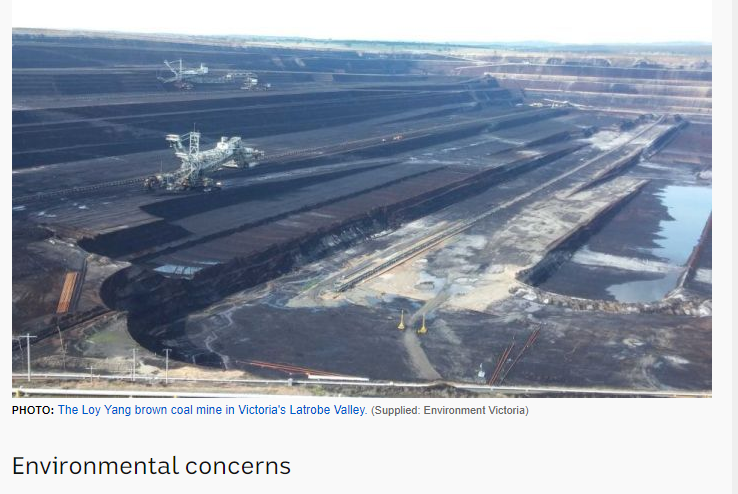 PHOTO: The Loy Yang brown coal mine in Victoria's Latrobe Valley. (Supplied: Environment Victoria)
Environmental concerns